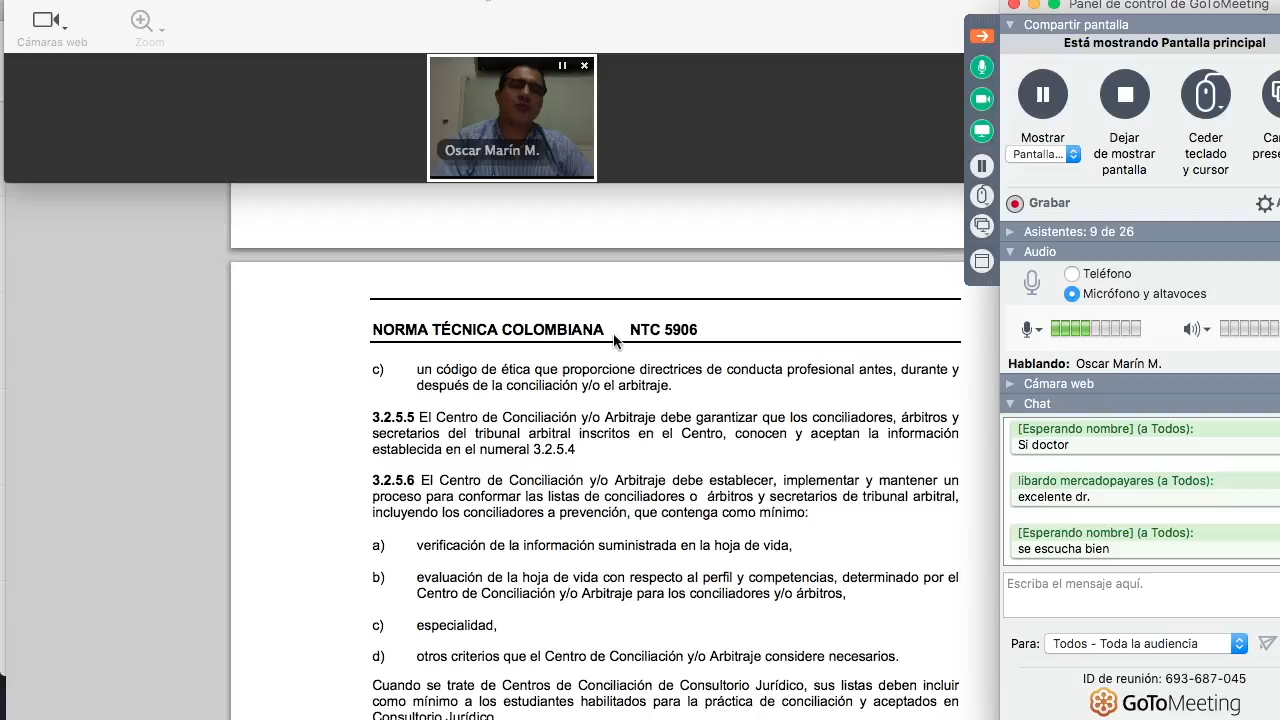 Panel de control de GoToMeeting
Cámaras web
Zoom
Compartir pantalla
Está mostrando Pantalla principal
Oscar Marín M.
Mostrar
Pantalla...
Dejar
de mostrar
pantalla
Ceder
teclado
y cursor
Grabar
Asistentes: 9 de 26
Audio
Teléfono
Micrófono y altavoces
Hablando: Oscar Marín M.
Cámara web
Chat
[Esperando nombre] (a Todos):
Si doctor
libardo mercadopayares (a Todos):
excelente dr.
[Esperando nombre] (a Todos):
se escucha bien
Escriba el mensaje aquí.
Para: Todos - Toda la audiencia
ID de reunión: 693-687-045
GoToMeeting
NORMA TÉCNICA COLOMBIANA NTC 5906
c) un código de ética que proporcione directrices de conducta profesional antes, durante y
después de la conciliación y/o el arbitraje.
3.2.5.5 El Centro de Conciliación y/o Arbitraje debe garantizar que los conciliadores, árbitros y
secretarios del tribunal arbitral inscritos en el Centro, conocen y aceptan la información
establecida en el numeral 3.2.5.4
3.2.5.6 El Centro de Conciliación y/o Arbitraje debe establecer, implementar y mantener un
proceso para conformar las listas de conciliadores o árbitros y secretarios de tribunal arbitral,
incluyendo los conciliadores a prevención, que contenga como mínimo:
a) verificación de la información suministrada en la hoja de vida,
b) evaluación de la hoja de vida con respecto al perfil y competencias, determinado por el
Centro de Conciliación y/o Arbitraje para los conciliadores y/o árbitros,
c) especialidad,
d) otros criterios que el Centro de Conciliación y/o Arbitraje considere necesarios.
Cuando se trate de Centros de Conciliación de Consultorio Jurídico, sus listas deben incluir
como mínimo a los estudiantes habilitados para la práctica de conciliación y aceptados en
Consultorio Jurídico